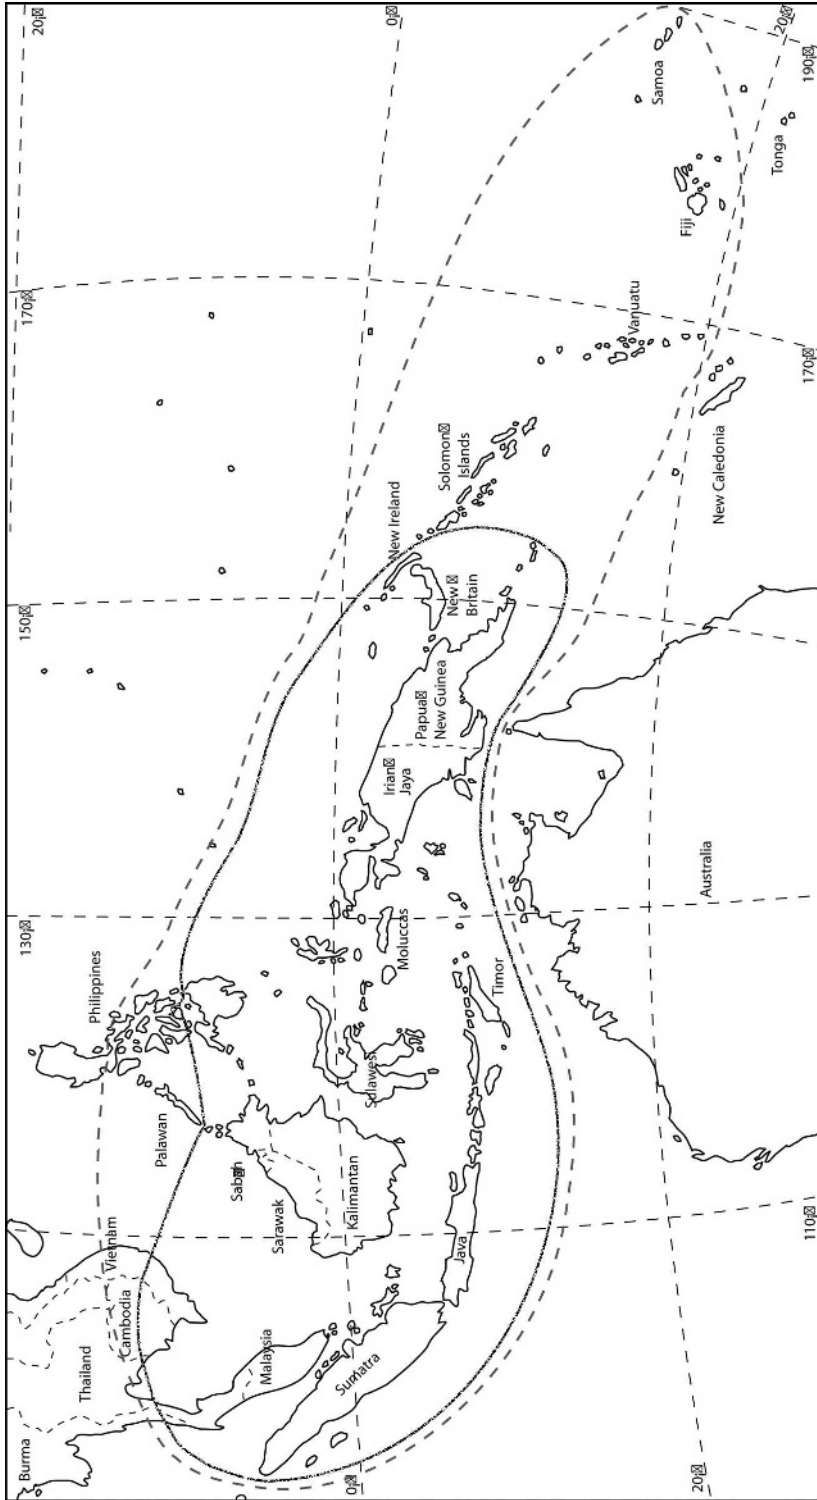 Burma
130¡
150¡
170¡
20¡
Thailand
Vietnam
Cambodia
Philippines
Palawan
Sabah
Malaysia
Sarawak
Kalimantan
0¡
Sumatra
Sulawesi
Moluccas
Irian
Jaya
Papua
New Guinea
New Ireland
0¡
New
Britain
Solomon
Islands
Java
Timor
Vanuatu
Samoa
Fiji
20¡
Australia
New Caledonia
Tonga
20¡
110¡
170¡
190¡